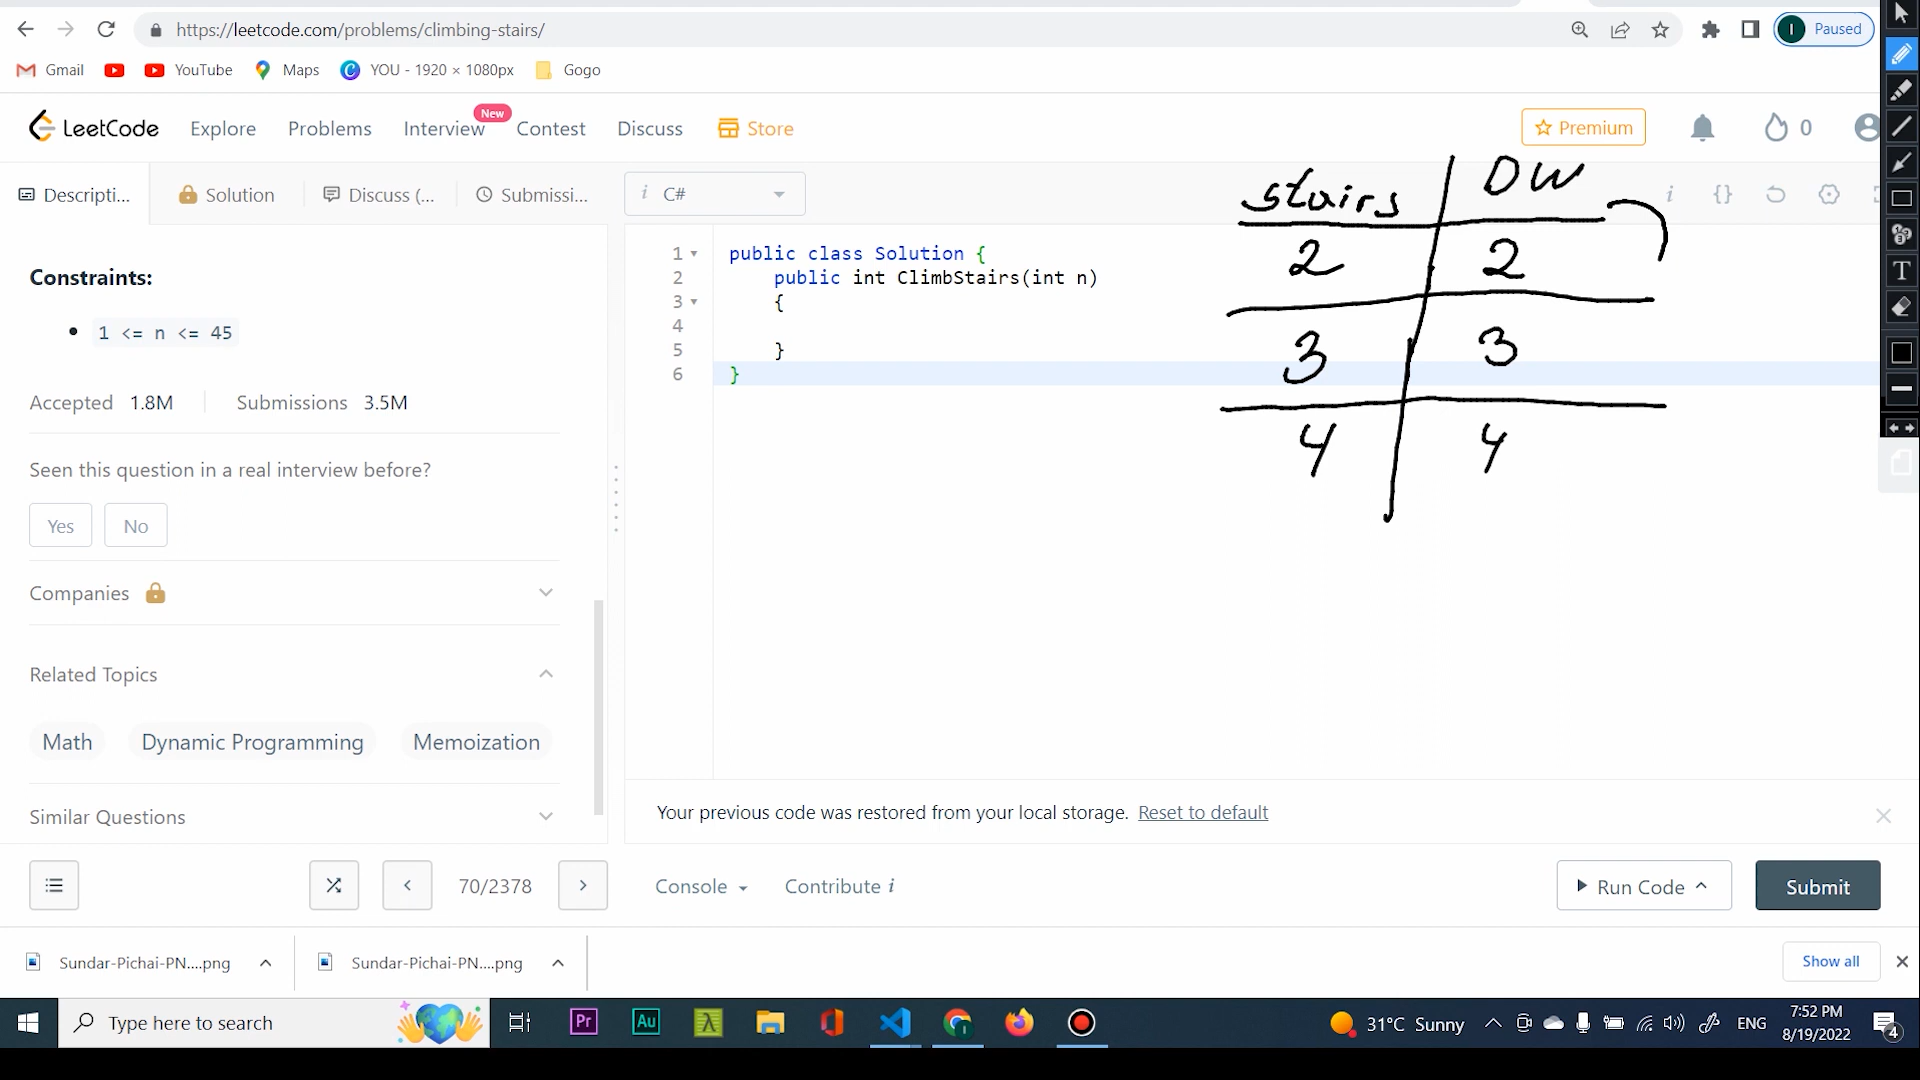 https://leetcode.com/problems/climbing-stairs/
Paused
Gmail
YouTube
Maps
YOU - 1920 × 1080px
Gogo
LeetCode
Explore
Problems
Interview
New
Contest
Discuss
Store
Premium
0
Descripti...
Solution
Discuss (...
Submissi...
i C#
stairs DW
2 2
3 3
4 4
1 public class Solution {
2 public int ClimbStairs(int n)
3 {
4
5 }
6 }
Constraints:
• 1 <= n <= 45
Accepted 1.8M
Submissions 3.5M
Seen this question in a real interview before?
Yes
No
Companies
Related Topics
Math
Dynamic Programming
Memoization
Similar Questions
Your previous code was restored from your local storage. Reset to default
70/2378
Console
Contribute i
Run Code
Submit
Sundar-Pichai-PN....png
Sundar-Pichai-PN....png
Show all
Type here to search
Pr
Au
31°C Sunny
ENG
7:52 PM
8/19/2022
4